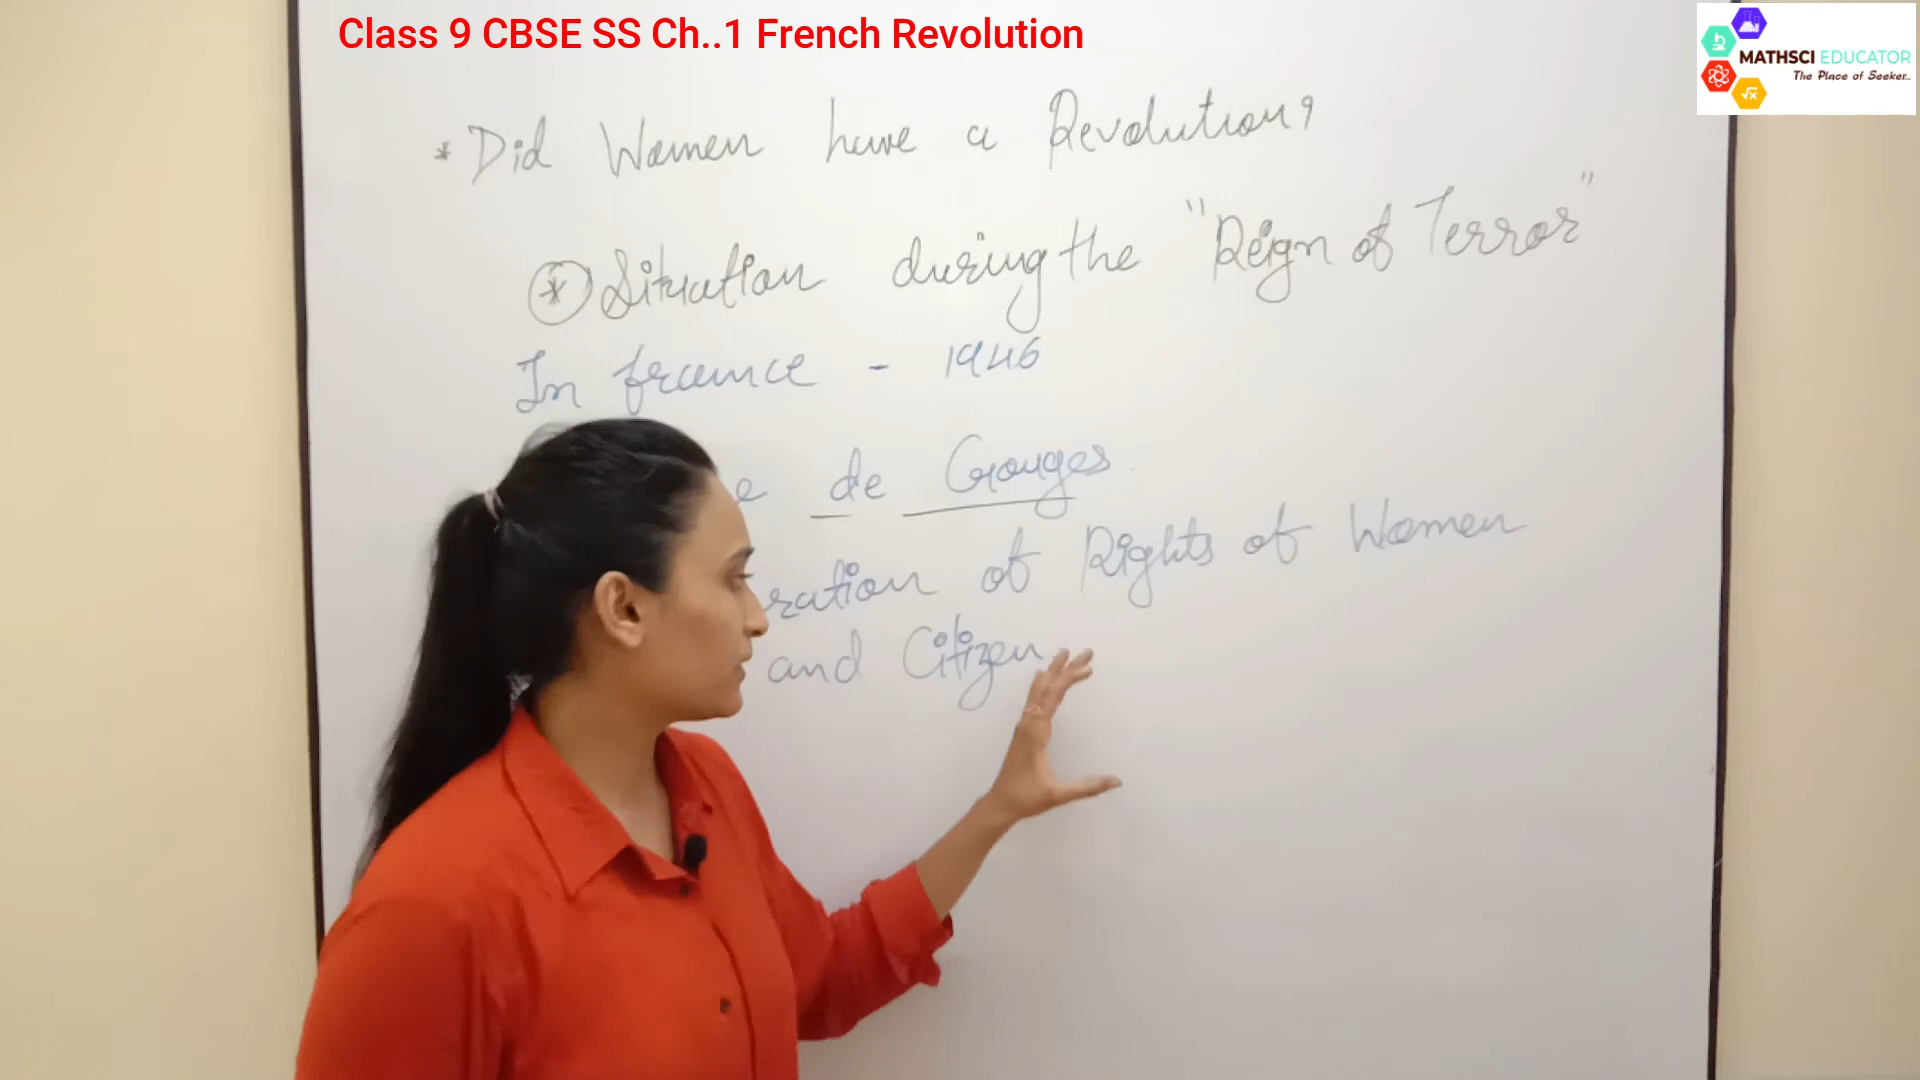 Class 9 CBSE SS Ch..1 French Revolution
MATHSCI EDUCATOR
The Place of Seeker...
√x
* Did Women have a Revolution?
* Situation during the "Reign of Terror"
In france - 1946
de Gouges
of Rights of Women
and Citizen